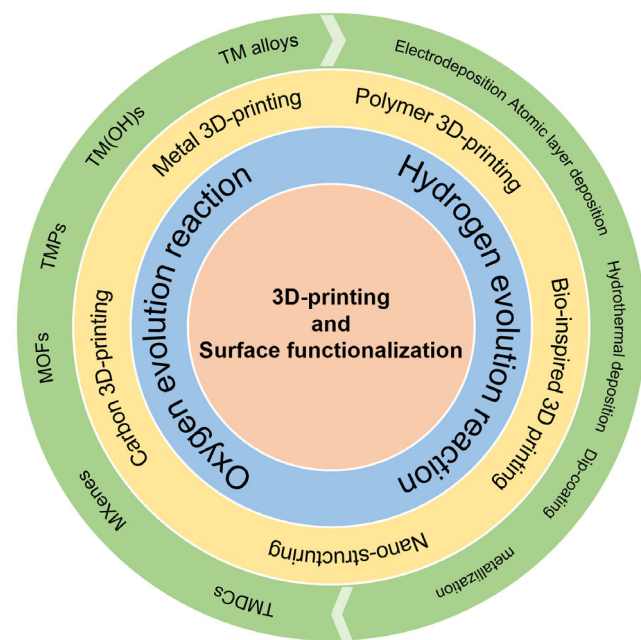 3D-printing
and
Surface functionalization
Oxygen evolution reaction
Hydrogen evolution reaction
Metal 3D-printing
Polymer 3D-printing
Bio-inspired 3D printing
Nano-structuring
Carbon 3D-printing
TM alloys
Electrodeposition
Atomic layer deposition
Hydrothermal deposition
Dip-coating
metallization
TMDCs
MXenes
MOFs
TMPs
TM(OH)s